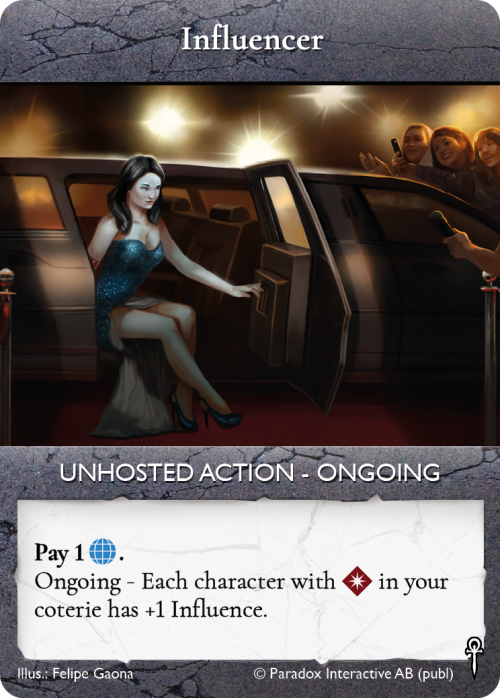 Influencer
UNHOSTED ACTION - ONGOING
Pay 1 .
Ongoing - Each character with in your
coterie has +1 Influence.
Illus.: Felipe Gaona © Paradox Interactive AB (publ)